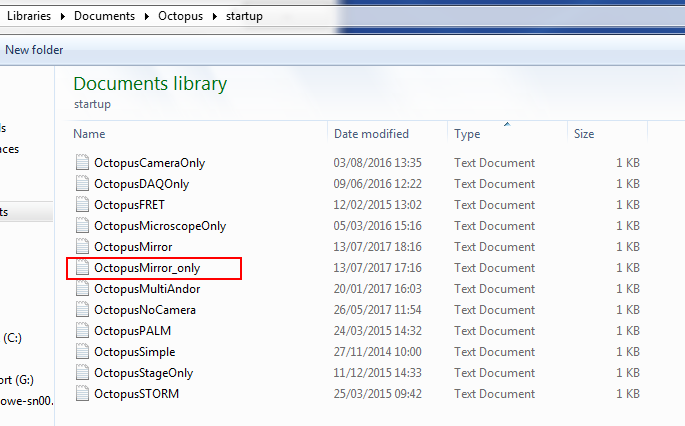 Libraries Documents Octopus startup
New folder
Documents library
startup
Name Date modified Type Size
OctopusCameraOnly 03/08/2016 13:35 Text Document 1 KB
OctopusDAQOnly 09/06/2016 12:22 Text Document 1 KB
OctopusFRET 12/02/2015 13:02 Text Document 1 KB
OctopusMicroscopeOnly 05/03/2016 15:16 Text Document 1 KB
OctopusMirror 13/07/2017 18:16 Text Document 1 KB
OctopusMirror_only 13/07/2017 17:16 Text Document 1 KB
OctopusMultiAndor 20/01/2017 16:03 Text Document 1 KB
OctopusNoCamera 26/05/2017 11:54 Text Document 1 KB
(C:) OctopusPALM 24/03/2015 14:32 Text Document 1 KB
OctopusSimple 27/11/2014 10:00 Text Document 1 KB
ort (G:) OctopusStageOnly 11/12/2015 14:33 Text Document 1 KB
owe-sn00. OctopusSTORM 25/03/2015 09:42 Text Document 1 KB